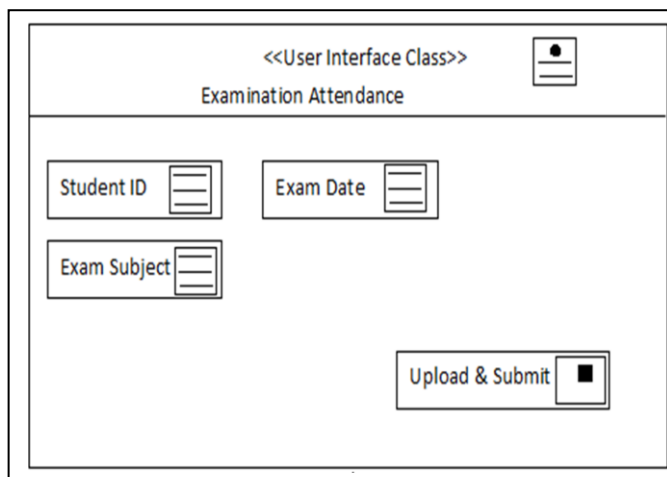 <<User Interface Class>>
Examination Attendance
Student ID
Exam Date
Exam Subject
Upload & Submit